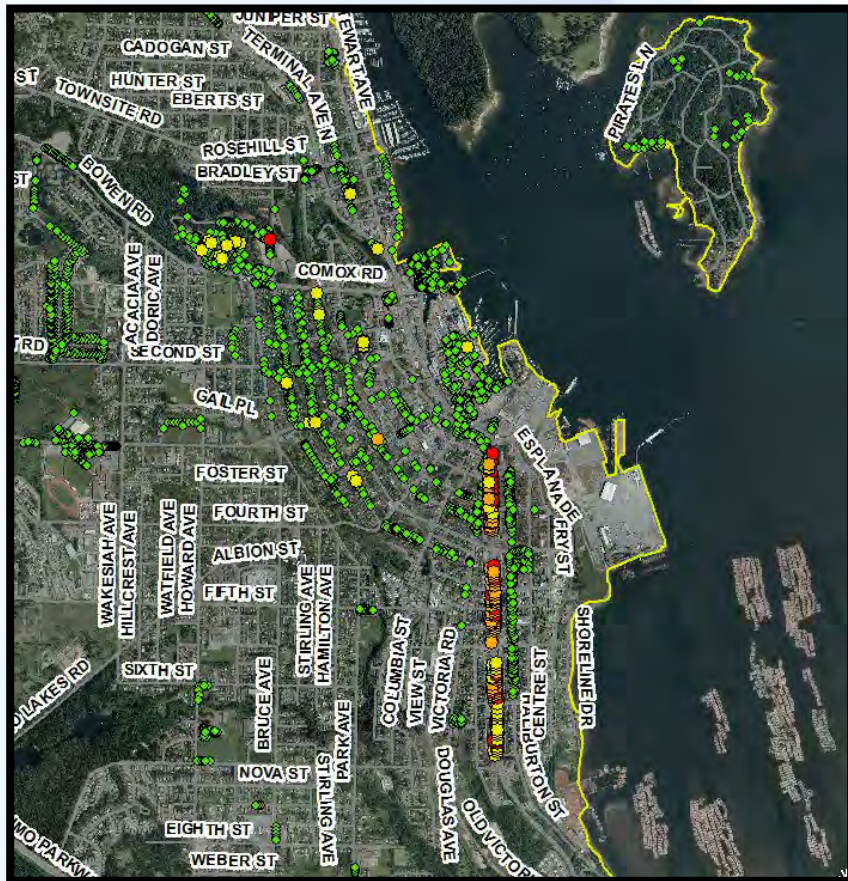 JUNIPER ST
CADOGAN ST
TERMINAL AVE N
HUNTER ST
EBERTS ST
TOWNSITE RD
ST
PIRATES LN
ROSEHILL ST
BRADLEY ST
ST
BOWEN RD
COMOX RD
ACACIA AVE
DORIC AVE
SECOND ST
GAIL PL
ESPLANADE
FOSTER ST
FOURTH ST
ALBION ST
FRY ST
WAKESIAH AVE
HILLCREST AVE
WATFIELD AVE
HOWARD AVE
FIFTH ST
STIRLING AVE
HAMILTON AVE
SHORELINE DR
COLUMBIA ST
VIEW ST
VICTORIA RD
SIXTH ST
CENTRE ST
HALIBURTON ST
BRUCE AVE
PARK AVE
NOVA ST
STIRLING AVE
DOUGLAS AVE
EIGHTH ST
WEBER ST